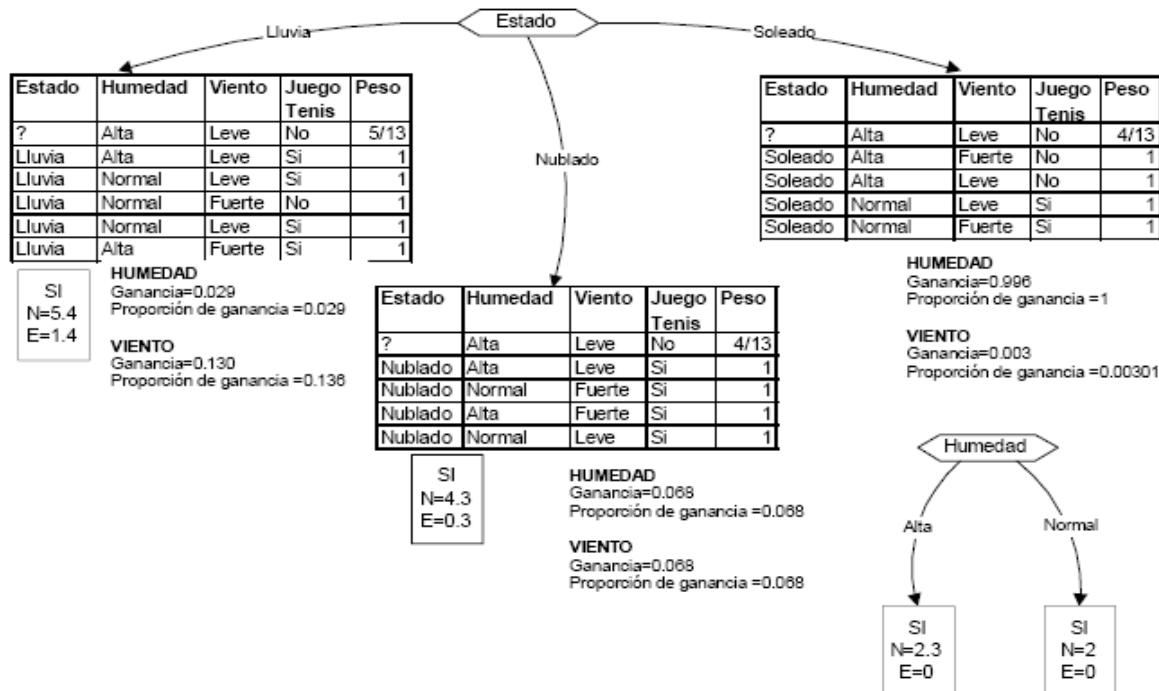 Estado
Lluvia
Nublado
Soleado
Estado Humedad Viento Juego Tenis Peso
? Alta Leve No 5/13
Lluvia Alta Leve Si 1
Lluvia Normal Leve Si 1
Lluvia Normal Fuerte No 1
Lluvia Normal Leve Si 1
Lluvia Alta Fuerte Si 1
SI
N=5.4
E=1.4
HUMEDAD
Ganancia=0.029
Proporción de ganancia =0.029
VIENTO
Ganancia=0.130
Proporción de ganancia =0.136
Estado Humedad Viento Juego Tenis Peso
? Alta Leve No 4/13
Nublado Alta Leve Si 1
Nublado Normal Fuerte Si 1
Nublado Alta Fuerte Si 1
Nublado Normal Leve Si 1
SI
N=4.3
E=0.3
HUMEDAD
Ganancia=0.068
Proporción de ganancia =0.068
VIENTO
Ganancia=0.068
Proporción de ganancia =0.068
Estado Humedad Viento Juego Tenis Peso
? Alta Leve No 4/13
Soleado Alta Fuerte No 1
Soleado Alta Leve No 1
Soleado Normal Leve Si 1
Soleado Normal Fuerte Si 1
HUMEDAD
Ganancia=0.996
Proporción de ganancia =1
VIENTO
Ganancia=0.003
Proporción de ganancia =0.00301
Humedad
Alta
Normal
SI
N=2.3
E=0
SI
N=2
E=0